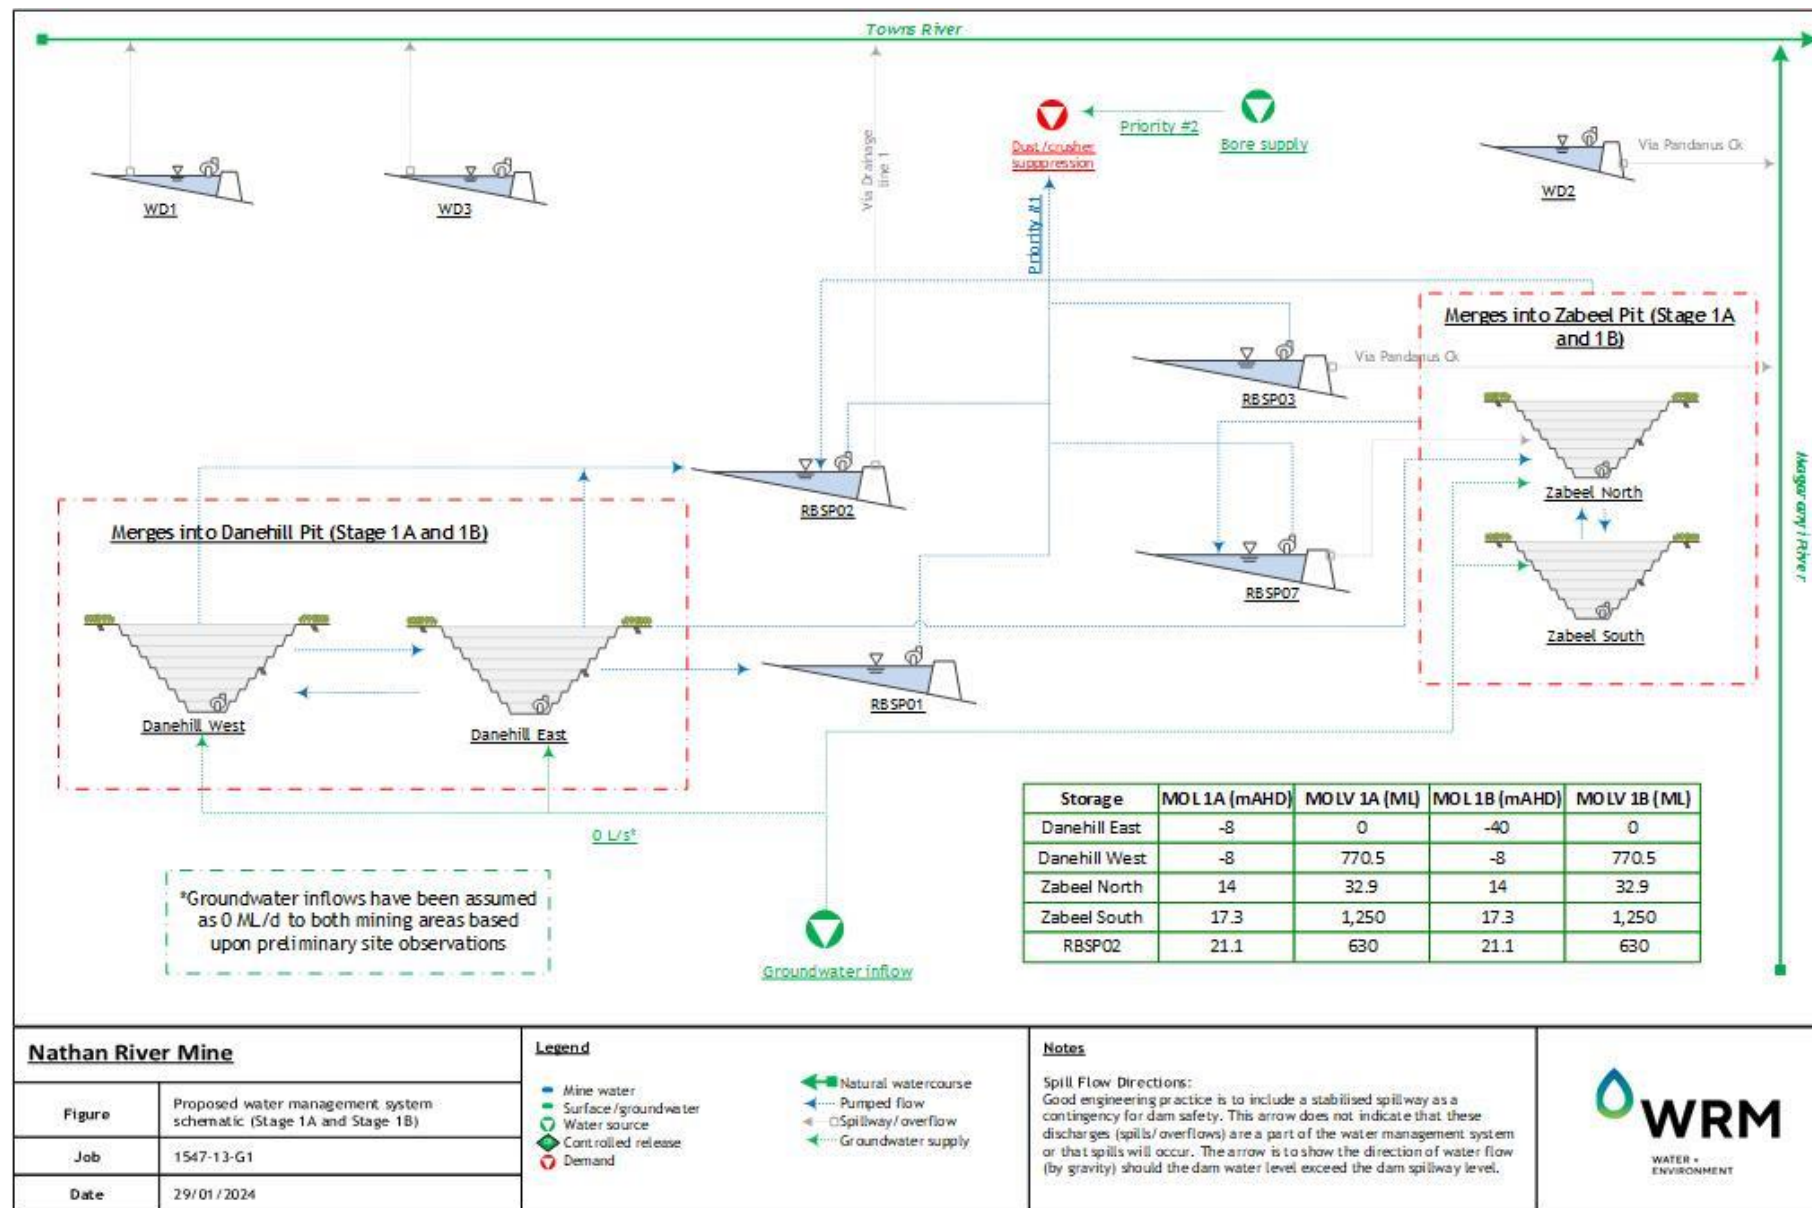 Towns River
Priority #2
Dust/crusher
suppression
Bore supply
Via Drainage
line 1
Via Pandanus Ck
WD1
WD3
WD2
Priority #1
Merges into Zabeel Pit (Stage 1A
and 1B)
Via Pandanus Ck
RBSP03
Zabeel North
RBSP02
Merges into Danehill Pit (Stage 1A and 1B)
RBSP07
Zabeel South
RBSP01
Danehill West
Danehill East
River
0 L/s*
*Groundwater inflows have been assumed
as 0 ML/d to both mining areas based
upon preliminary site observations
Groundwater inflow
Storage MOL 1A (mAHD) MOLV 1A (ML) MOL 1B (mAHD) MOLV 1B (ML)
Danehill East -8 0 -40 0
Danehill West -8 770.5 -8 770.5
Zabeel North 14 32.9 14 32.9
Zabeel South 17.3 1,250 17.3 1,250
RBSP02 21.1 630 21.1 630
Nathan River Mine
Figure Proposed water management system
schematic (Stage 1A and Stage 1B)
Job 1547-13-G1
Date 29/01/2024
Legend
Mine water
Surface/groundwater
Water source
Controlled release
Demand
Natural watercourse
Pumped flow
Spillway/overflow
Groundwater supply
Notes
Spill Flow Directions:
Good engineering practice is to include a stabilised spillway as a
contingency for dam safety. This arrow does not indicate that these
discharges (spills/overflows) are a part of the water management system
or that spills will occur. The arrow is to show the direction of water flow
(by gravity) should the dam water level exceed the dam spillway level.
WRM
WATER +
ENVIRONMENT